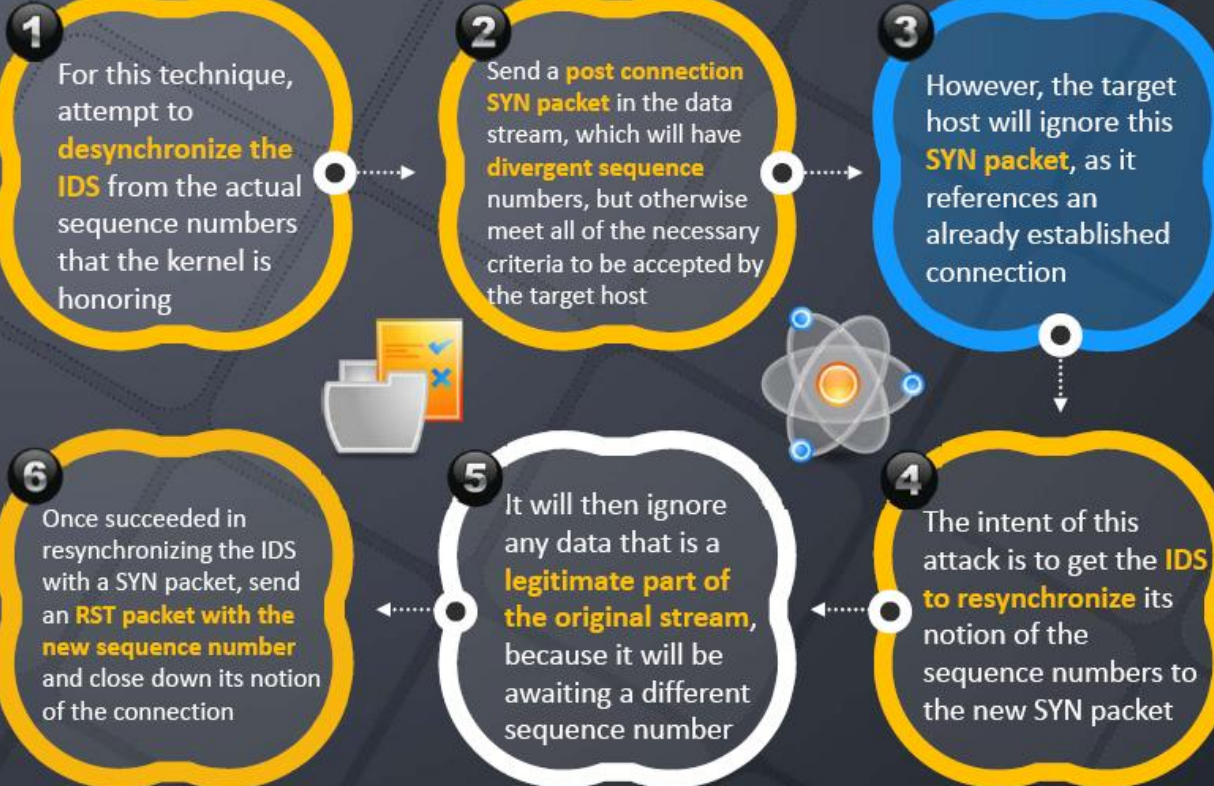 1
For this technique,
attempt to
desynchronize the
IDS from the actual
sequence numbers
that the kernel is
honoring
2
Send a post connection
SYN packet in the data
stream, which will have
divergent sequence
numbers, but otherwise
meet all of the necessary
criteria to be accepted by
the target host
3
However, the target
host will ignore this
SYN packet, as it
references an
already established
connection
4
The intent of this
attack is to get the IDS
to resynchronize its
notion of the
sequence numbers to
the new SYN packet
5
It will then ignore
any data that is a
legitimate part of
the original stream,
because it will be
awaiting a different
sequence number
6
Once succeeded in
resynchronizing the IDS
with a SYN packet, send
an RST packet with the
new sequence number
and close down its notion
of the connection